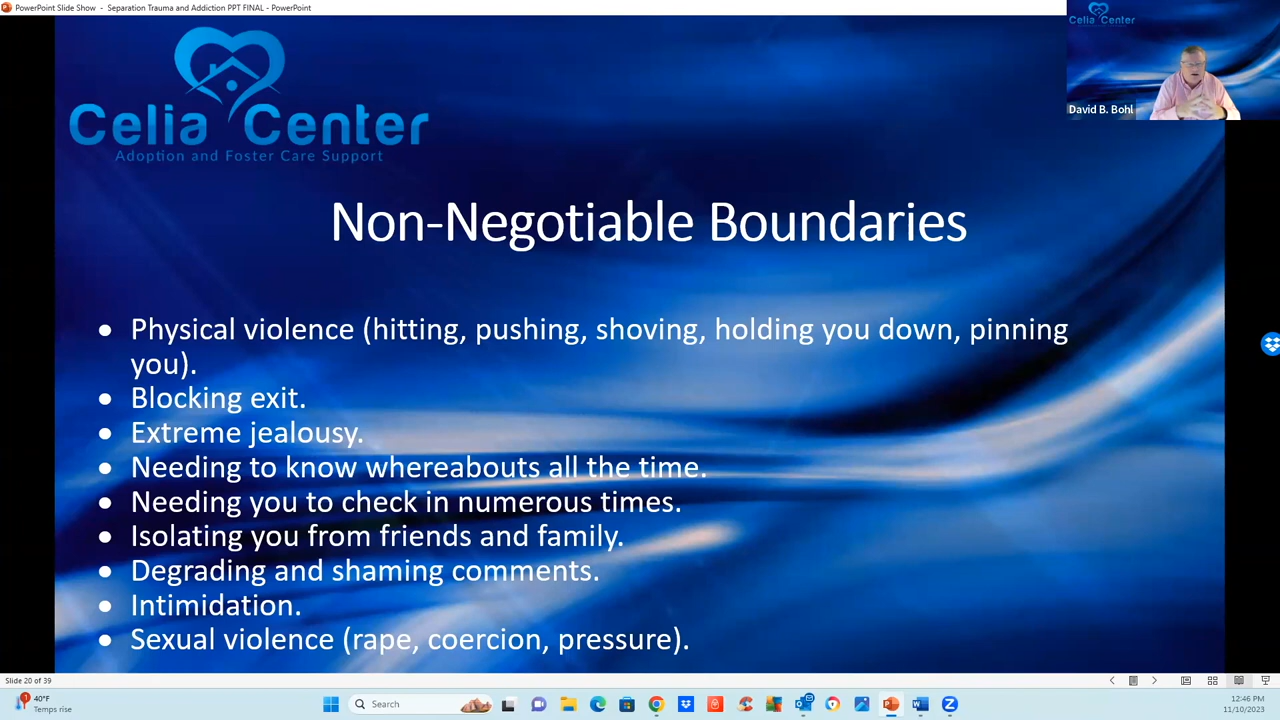 PowerPoint Slide Show - Separation Trauma and Addiction PPT FINAL - PowerPoint
Celia Center
Adoption and Foster Care Support
Celia Center
David B. Bohl
Non-Negotiable Boundaries
• Physical violence (hitting, pushing, shoving, holding you down, pinning
you).
• Blocking exit.
• Extreme jealousy.
• Needing to know whereabouts all the time.
• Needing you to check in numerous times.
• Isolating you from friends and family.
• Degrading and shaming comments.
• Intimidation.
• Sexual violence (rape, coercion, pressure).
Slide 20 of 39
1
40°F
Temps rise
Search
12:46 PM
11/10/2023